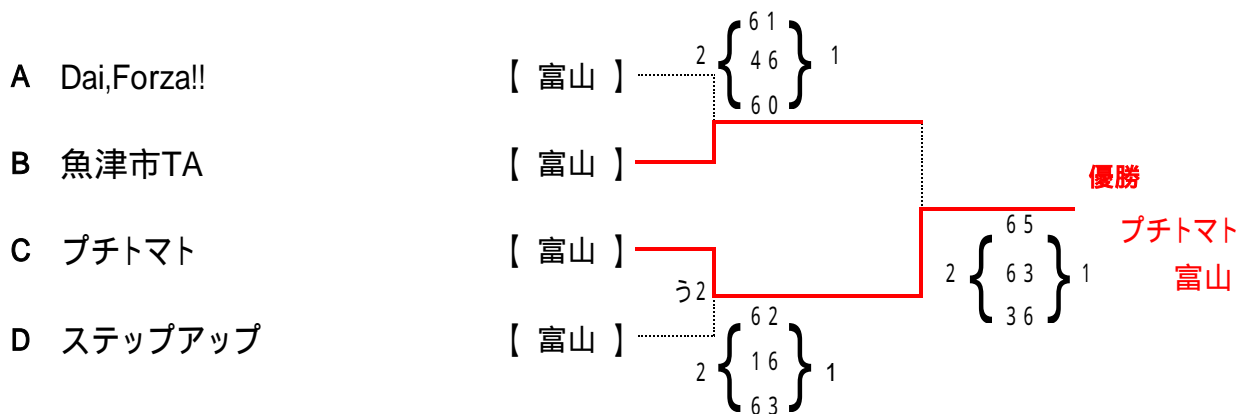 A Dai,Forza!! 【 富山 】
B 魚津市TA 【 富山 】
C プチトマト 【 富山 】
D ステップアップ 【 富山 】
2 { 6 1 } 1
4 6
6 0
う2
2 { 6 2 } 1
1 6
6 3
優勝
プチトマト
富山
2 { 6 5 } 1
6 3
3 6